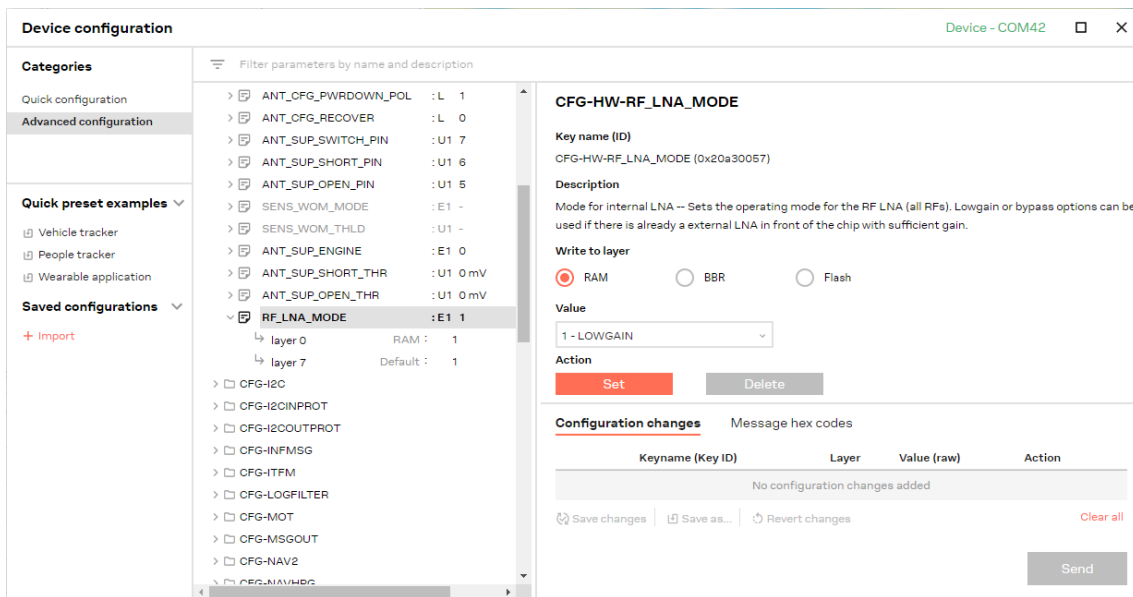 Device configuration
Device - COM42
Categories
Quick configuration
Advanced configuration
Quick preset examples
Vehicle tracker
People tracker
Wearable application
Saved configurations
+ Import
Filter parameters by name and description
ANT_CFG_PWRDOWN_POL :L 1
ANT_CFG_RECOVER :L 0
ANT_SUP_SWITCH_PIN :U1 7
ANT_SUP_SHORT_PIN :U1 6
ANT_SUP_OPEN_PIN :U1 5
SENS_WOM_MODE :E1 -
SENS_WOM_THLD :U1 -
ANT_SUP_ENGINE :E1 0
ANT_SUP_SHORT_THR :U1 0 mV
ANT_SUP_OPEN_THR :U1 0 mV
RF_LNA_MODE :E1 1
layer 0 RAM : 1
layer 7 Default : 1
CFG-I2C
CFG-I2CINPROT
CFG-I2COUTPROT
CFG-INFMSG
CFG-ITFM
CFG-LOGFILTER
CFG-MOT
CFG-MSGOUT
CFG-NAV2
CFG-NAVHPG
CFG-HW-RF_LNA_MODE
Key name (ID)
CFG-HW-RF_LNA_MODE (0x20a30057)
Description
Mode for internal LNA -- Sets the operating mode for the RF LNA (all RFs). Lowgain or bypass options can be
used if there is already a external LNA in front of the chip with sufficient gain.
Write to layer
RAM BBR Flash
Value
1 - LOWGAIN
Action
Set Delete
Configuration changes Message hex codes
Keyname (Key ID) Layer Value (raw) Action
No configuration changes added
Save changes Save as... Revert changes Clear all
Send